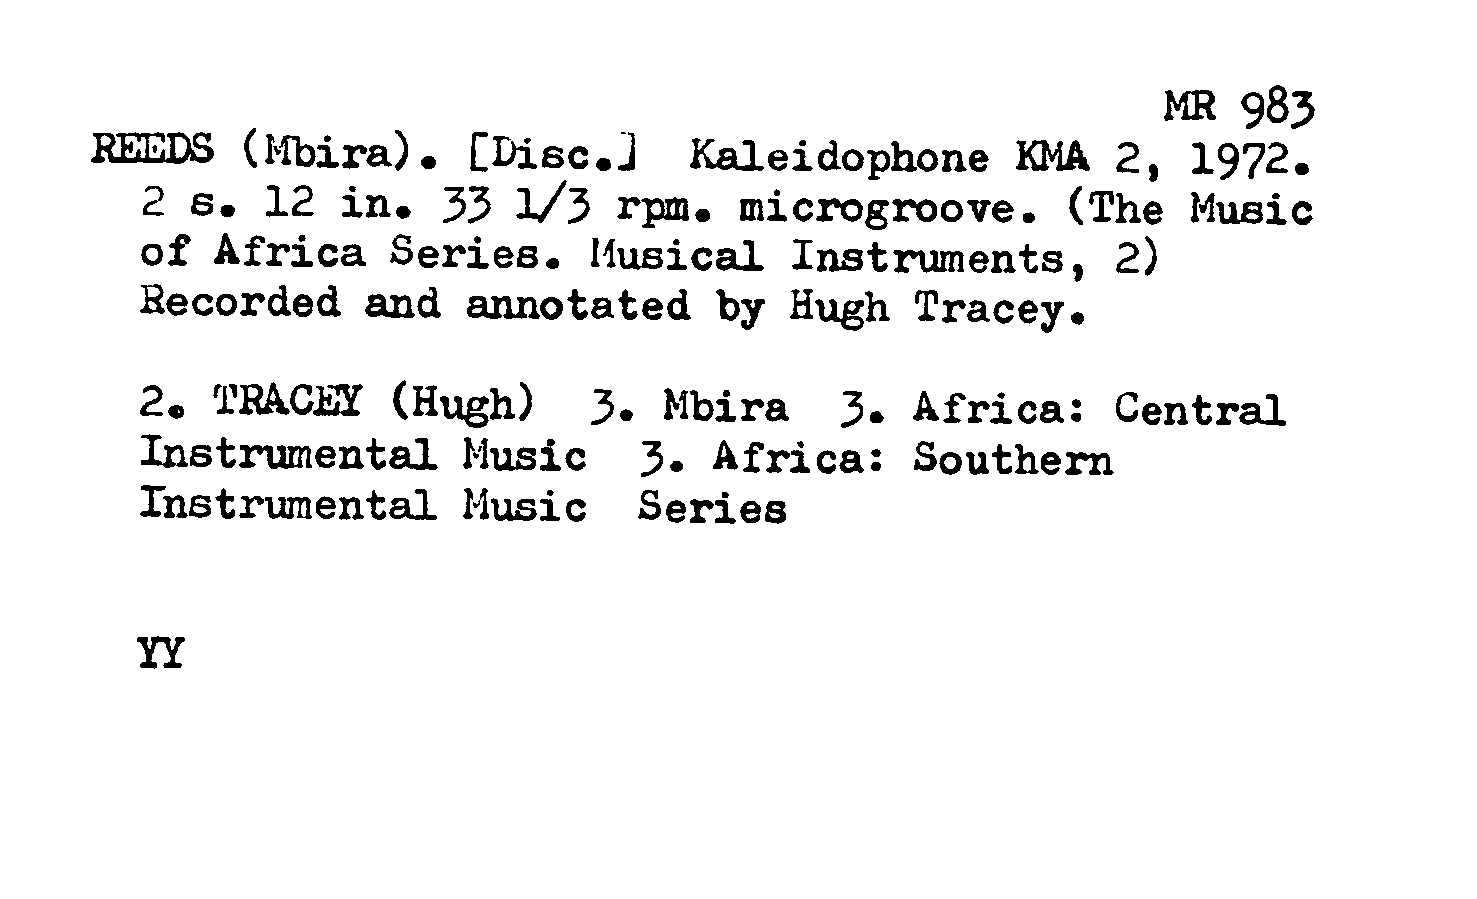 MR 983
REEDS (Mbira). [Disc.] Kaleidophone KMA 2, 1972.
2 s. 12 in. 33 1/3 rpm. microgroove. (The Music
of Africa Series. Musical Instruments, 2)
Recorded and annotated by Hugh Tracey.
2. TRACEY (Hugh) 3. Mbira 3. Africa: Central
Instrumental Music 3. Africa: Southern
Instrumental Music Series
YY